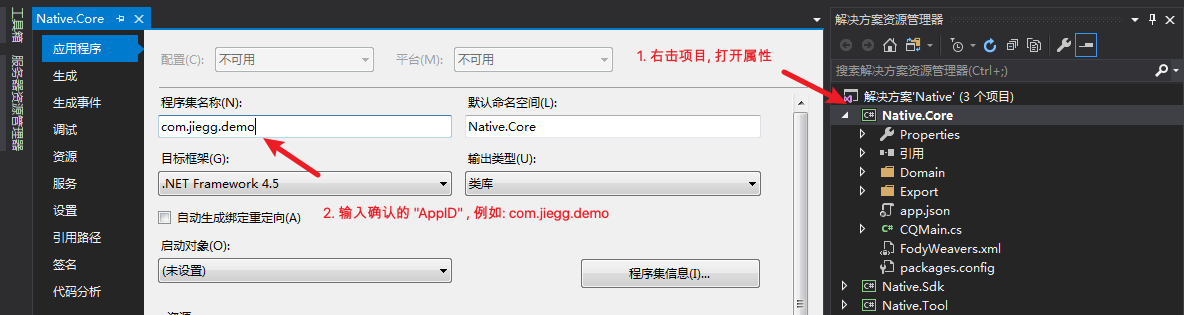 工具箱
服务器资源管理器
Native.Core
应用程序
生成
生成事件
调试
资源
服务
设置
引用路径
签名
代码分析
配置(C):
不可用
平台(M):
不可用
程序集名称(N):
默认命名空间(L):
com.jiegg.demo
Native.Core
目标框架(G):
输出类型(U):
.NET Framework 4.5
类库
自动生成绑定重定向(A)
2. 输入确认的 "AppID" , 例如: com.jiegg.demo
启动对象(O):
(未设置)
程序集信息(I)...
资源
1. 右击项目, 打开属性
解决方案资源管理器
搜索解决方案资源管理器(Ctrl+;)
解决方案'Native' (3 个项目)
Native.Core
Properties
引用
Domain
Export
app.json
CQMain.cs
FodyWeavers.xml
packages.config
Native.Sdk
Native.Tool